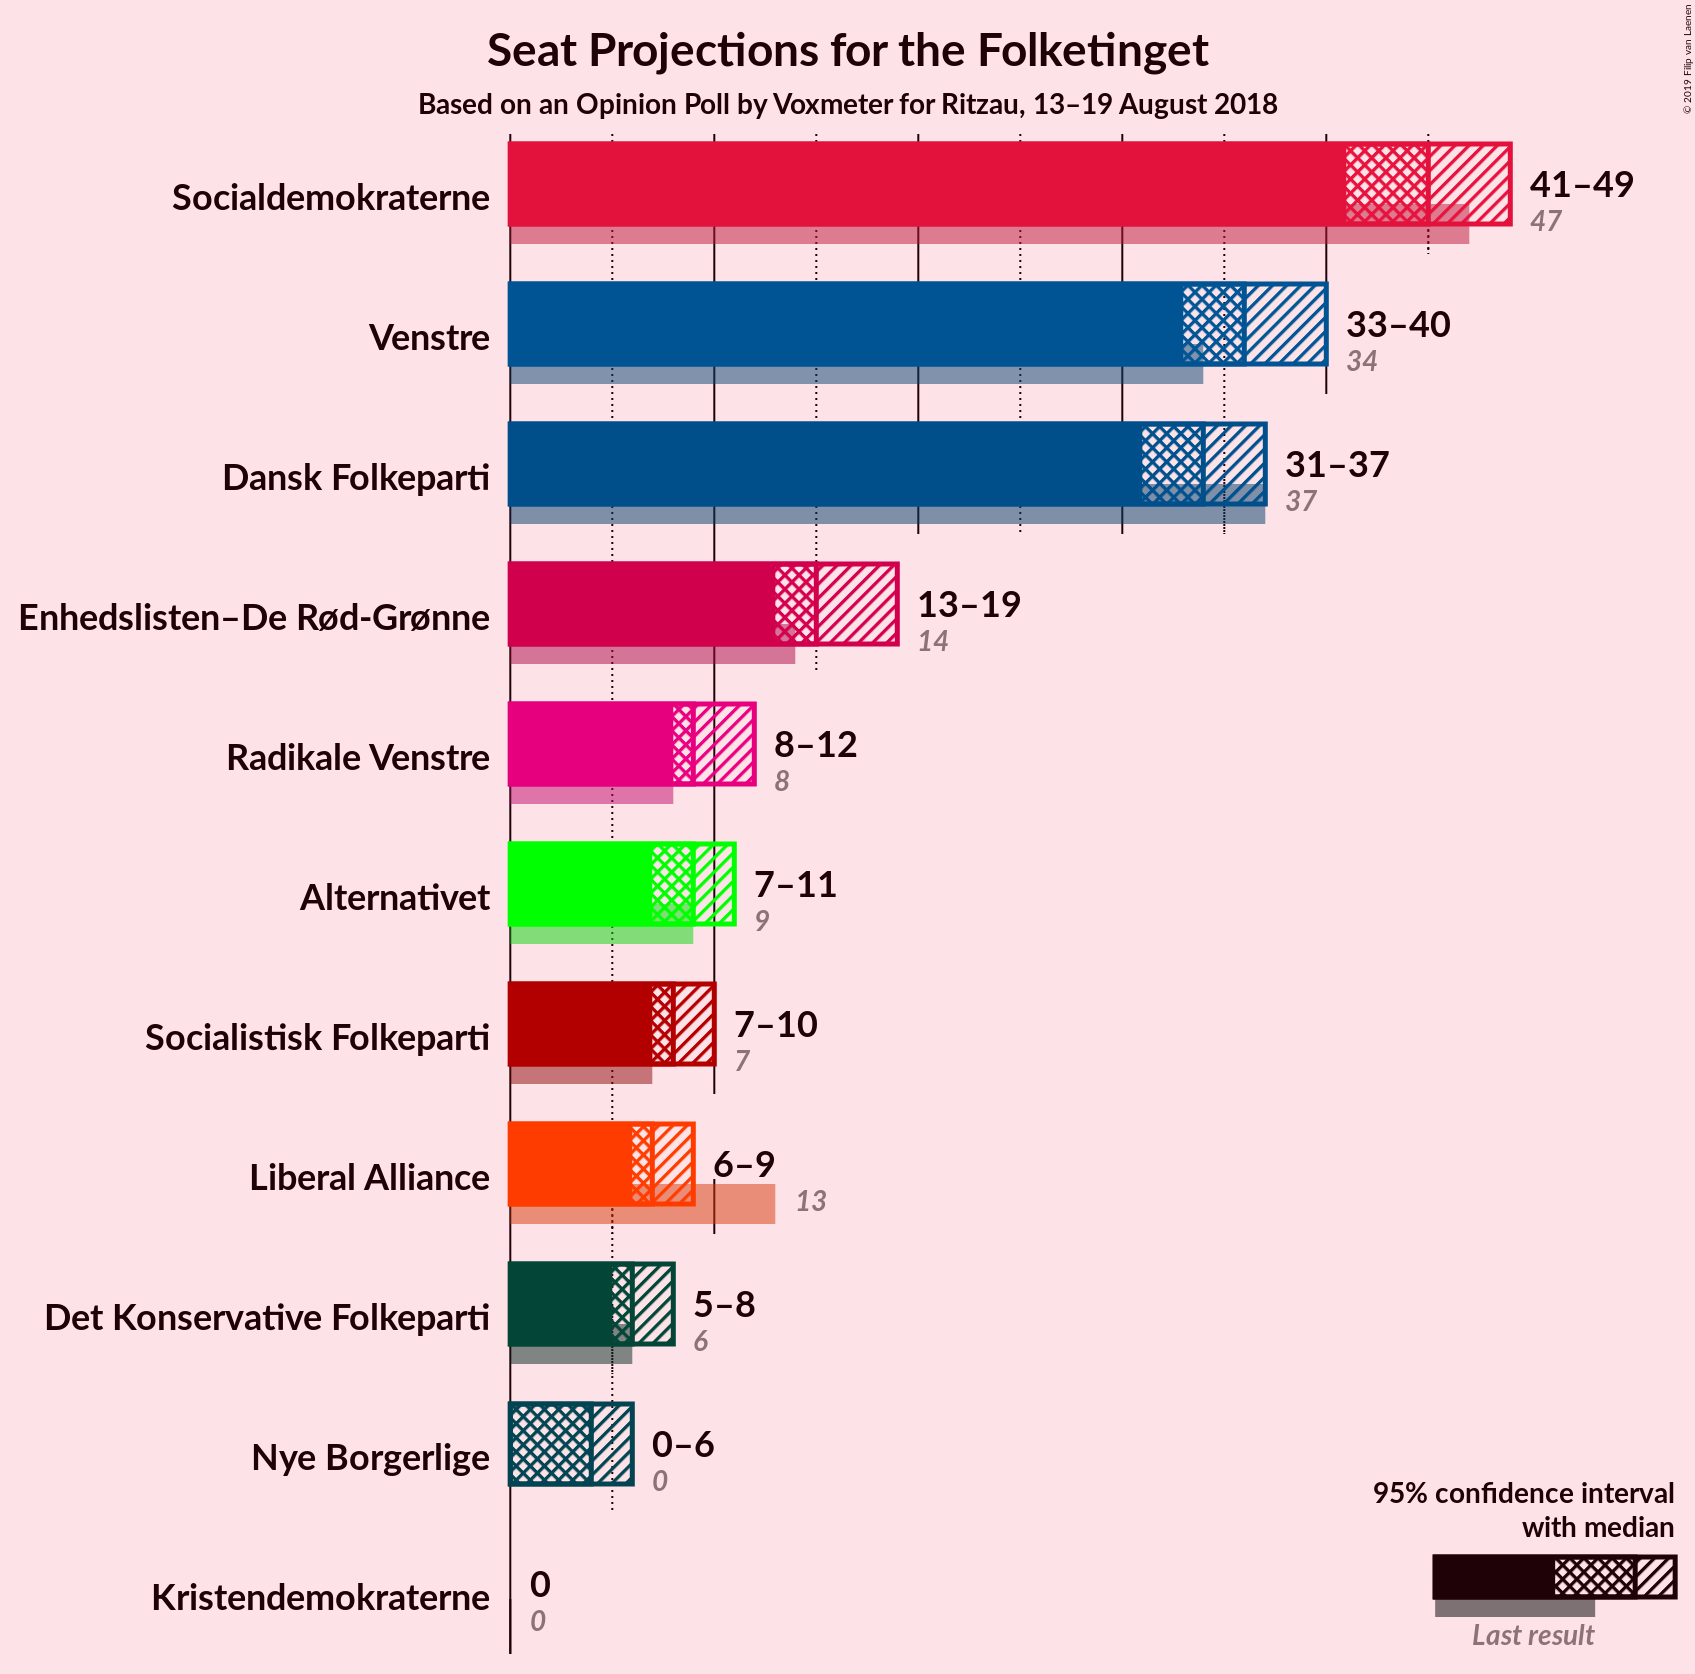 Seat Projections for the Folketinget
Based on an Opinion Poll by Voxmeter for Ritzau, 13–19 August 2018
© 2019 Filip van Laenen
Socialdemokraterne
41–49
47
Venstre
33–40
34
Dansk Folkeparti
31–37
37
Enhedslisten–De Rød-Grønne
13–19
14
Radikale Venstre
8–12
8
Alternativet
7–11
9
Socialistisk Folkeparti
7–10
7
Liberal Alliance
6–9
13
Det Konservative Folkeparti
5–8
6
Nye Borgerlige
0–6
0
Kristendemokraterne
0
0
95% confidence interval
with median
Last result